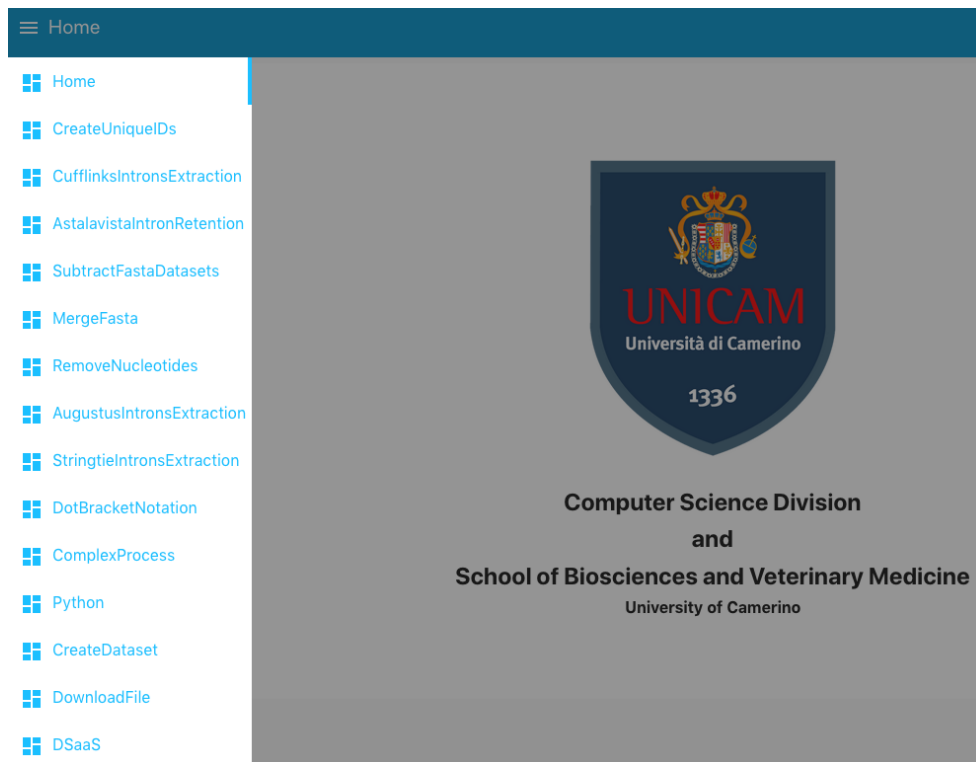 Home
Home
CreateUniqueIDs
CufflinksIntronsExtraction
AstalavistaIntronRetention
SubtractFastaDatasets
MergeFasta
RemoveNucleotides
AugustusIntronsExtraction
StringtieIntronsExtraction
DotBracketNotation
ComplexProcess
Python
CreateDataset
DownloadFile
DSaaS
UNICAM
Università di Camerino
1336
Computer Science Division
and
School of Biosciences and Veterinary Medicine
University of Camerino